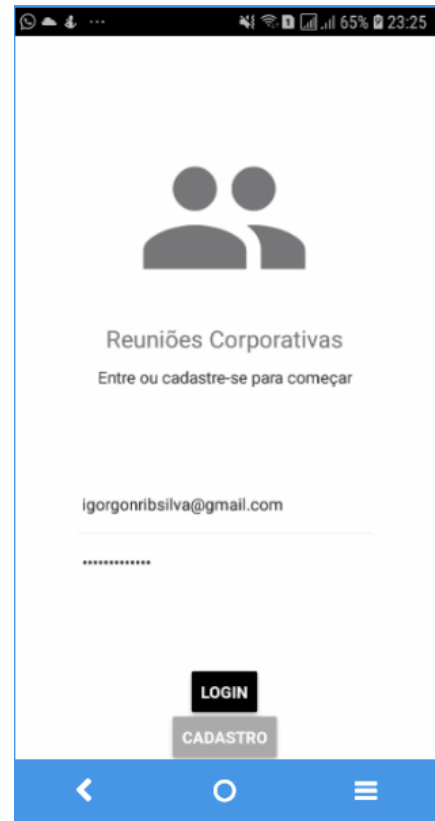 65% 23:25
Reuniões Corporativas
Entre ou cadastre-se para começar
igorgonribsilva@gmail.com
•••••••••••••
LOGIN
CADASTRO